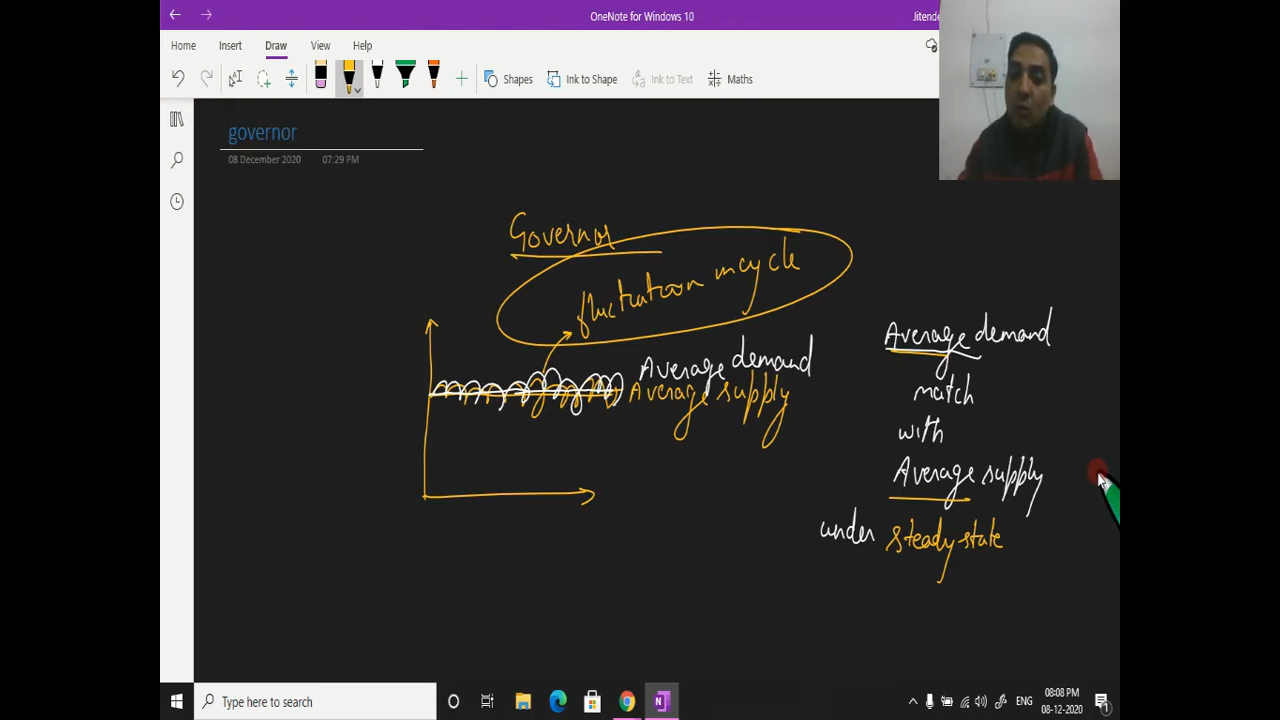 OneNote for Windows 10
Jitend
Home Insert Draw View Help
Shapes Ink to Shape Ink to Text Maths
governor
08 December 2020 07:29 PM
Governor
fluctuation in cycle
Average demand
Average supply
Average demand
match
with
Average supply
under steady state
Type here to search
ENG
08:08 PM
08-12-2020